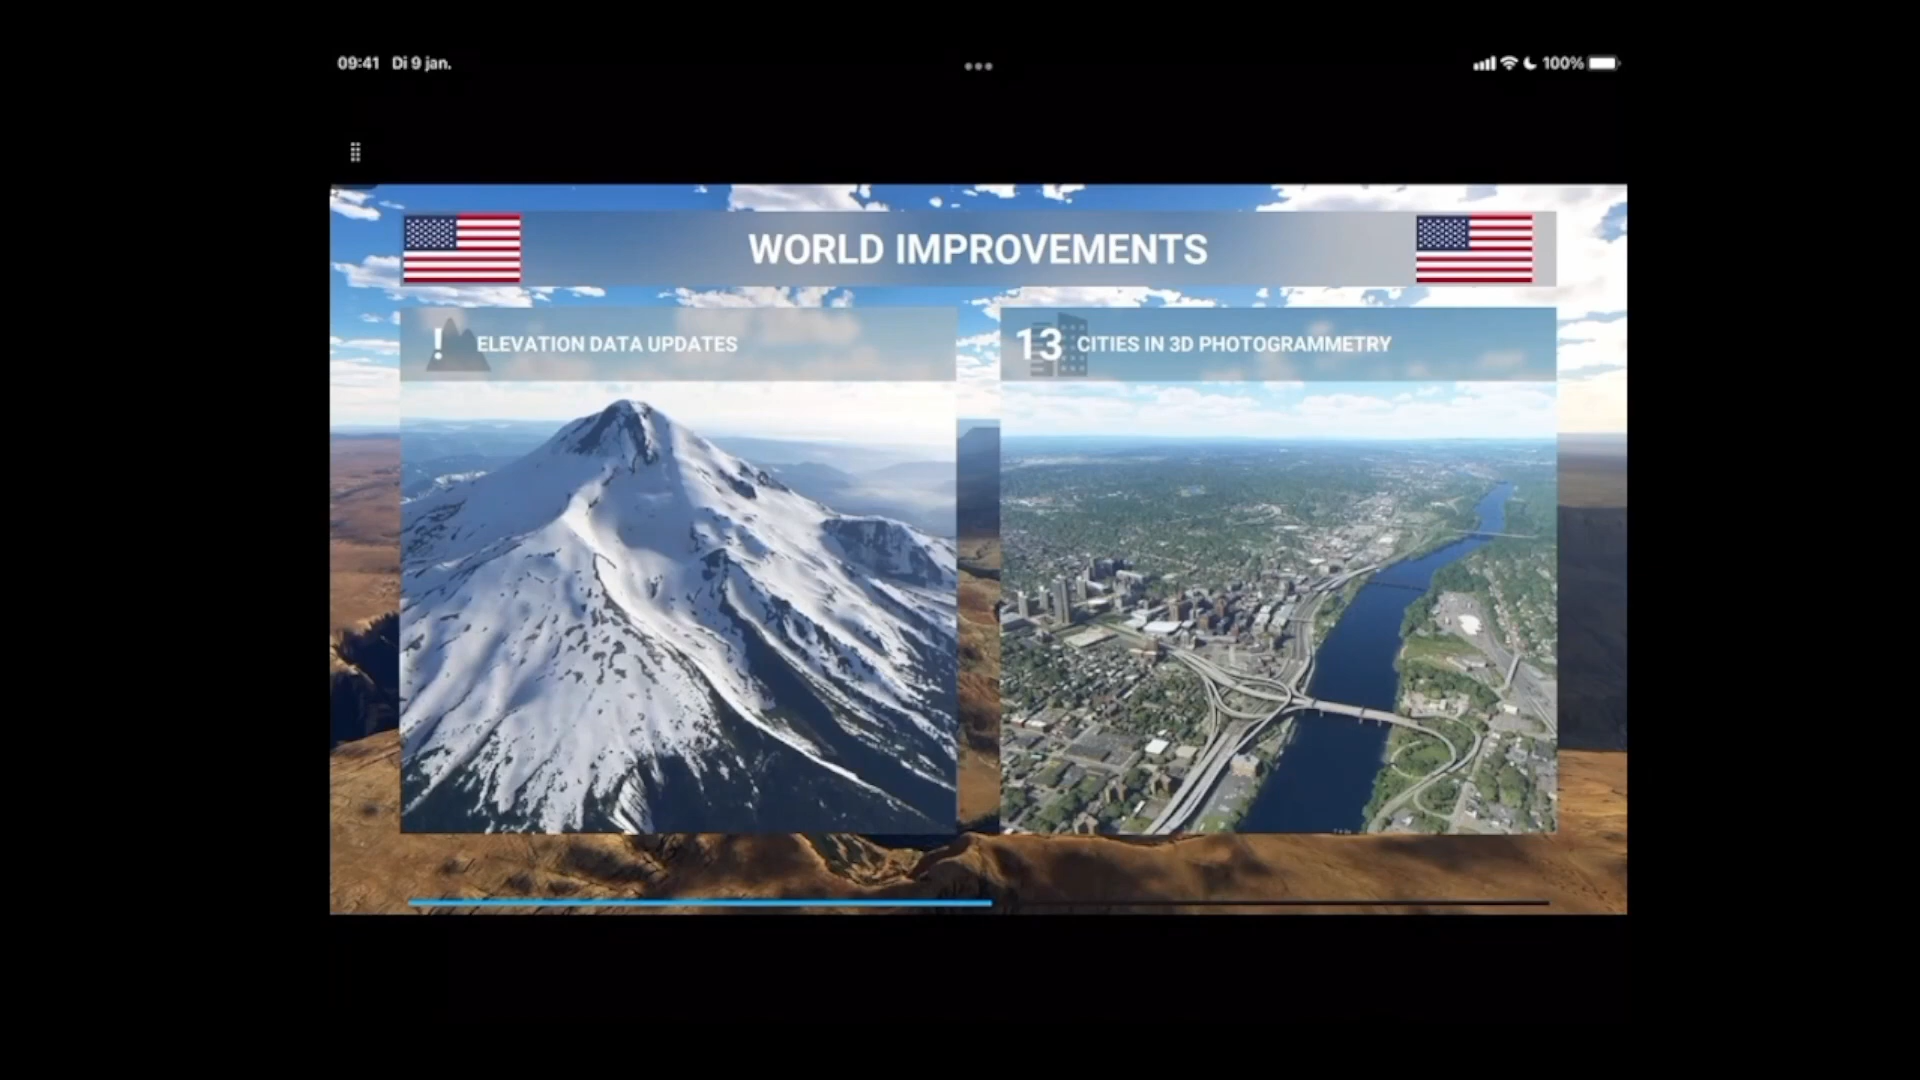 09:41 Di 9 jan.
100%
WORLD IMPROVEMENTS
! ELEVATION DATA UPDATES
13 CITIES IN 3D PHOTOGRAMMETRY